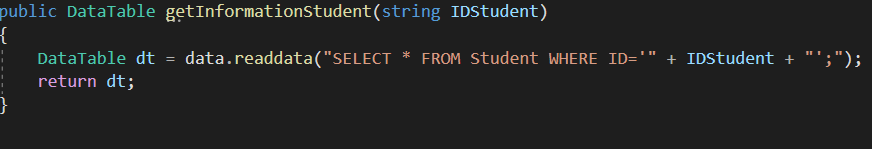 public DataTable getInformationStudent(string IDStudent)
{
DataTable dt = data.readdata("SELECT * FROM Student WHERE ID='" + IDStudent + "';");
return dt;
}